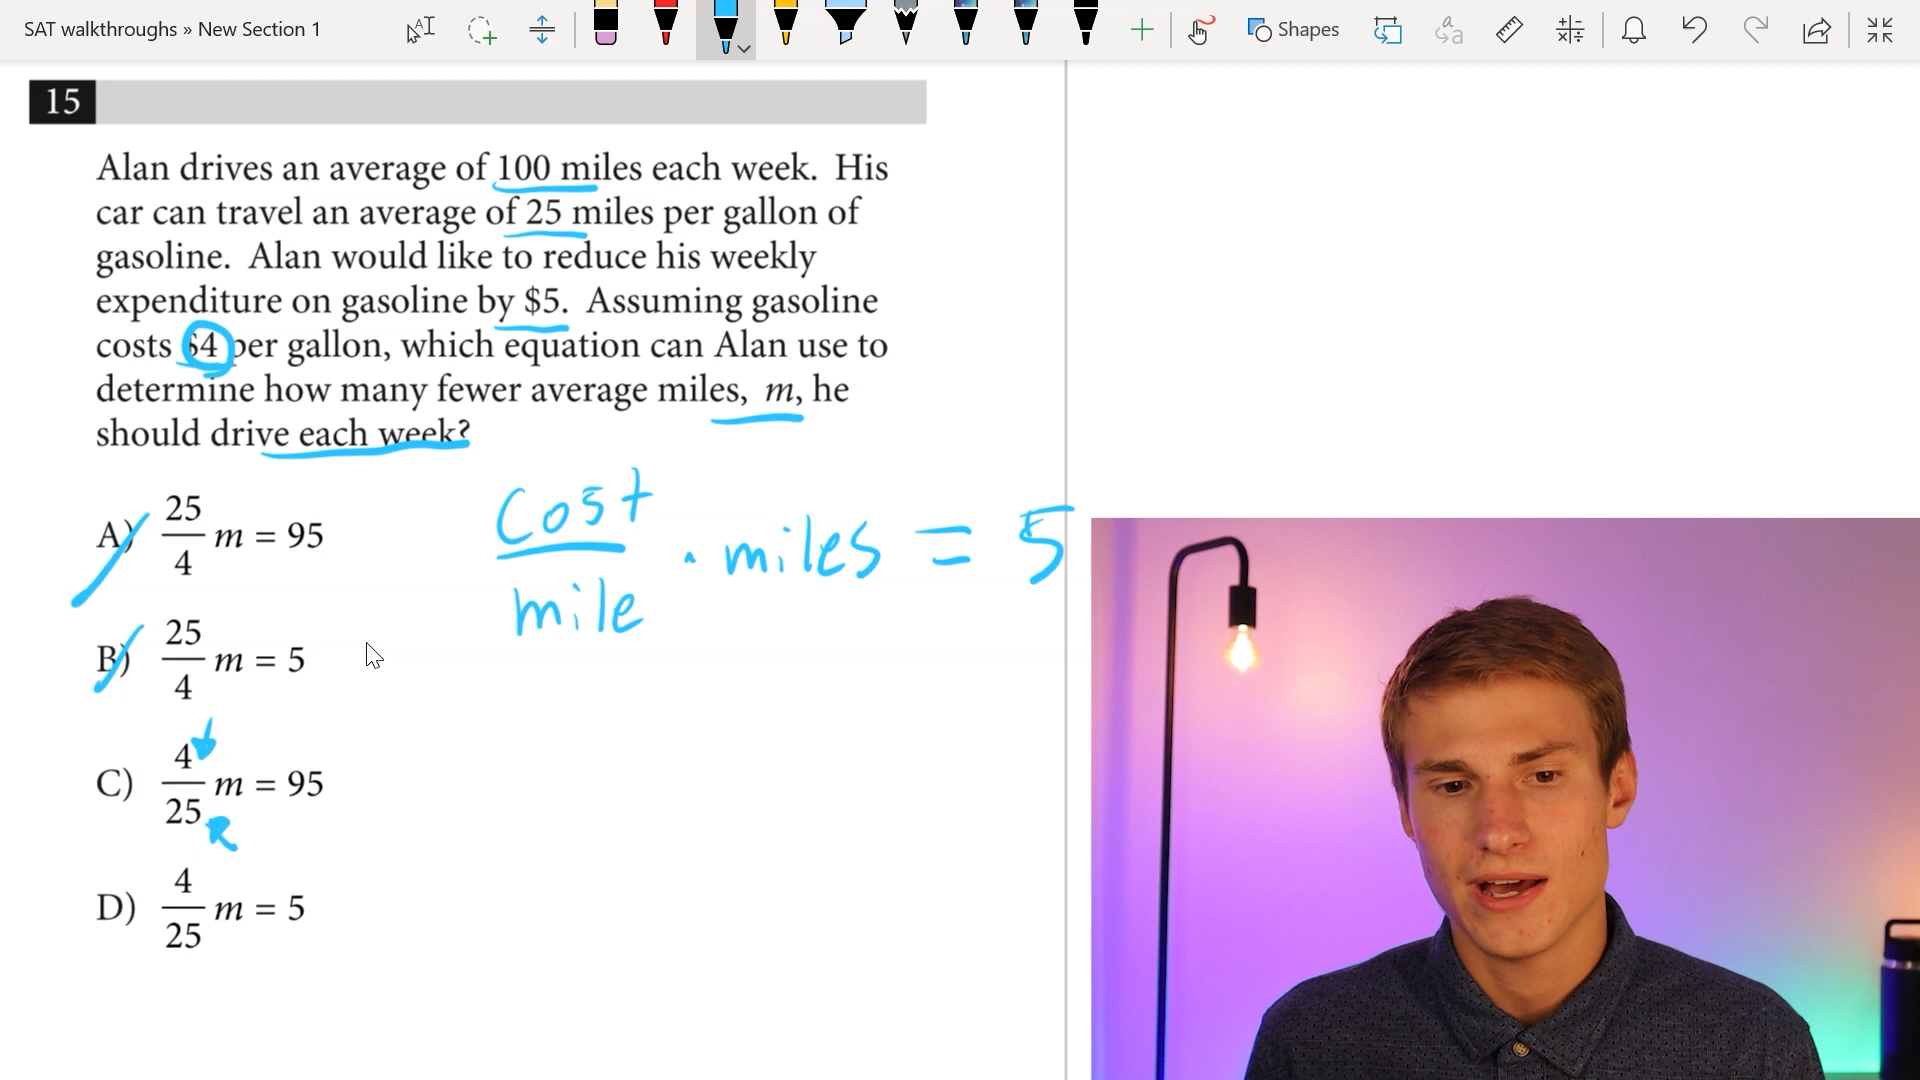 SAT walkthroughs » New Section 1
Shapes
15
Alan drives an average of 100 miles each week. His
car can travel an average of 25 miles per gallon of
gasoline. Alan would like to reduce his weekly
expenditure on gasoline by $5. Assuming gasoline
costs $4 per gallon, which equation can Alan use to
determine how many fewer average miles, m, he
should drive each week?
A) 25/4 m = 95
B) 25/4 m = 5
C) 4/25 m = 95
D) 4/25 m = 5
Cost/mile · miles = 5